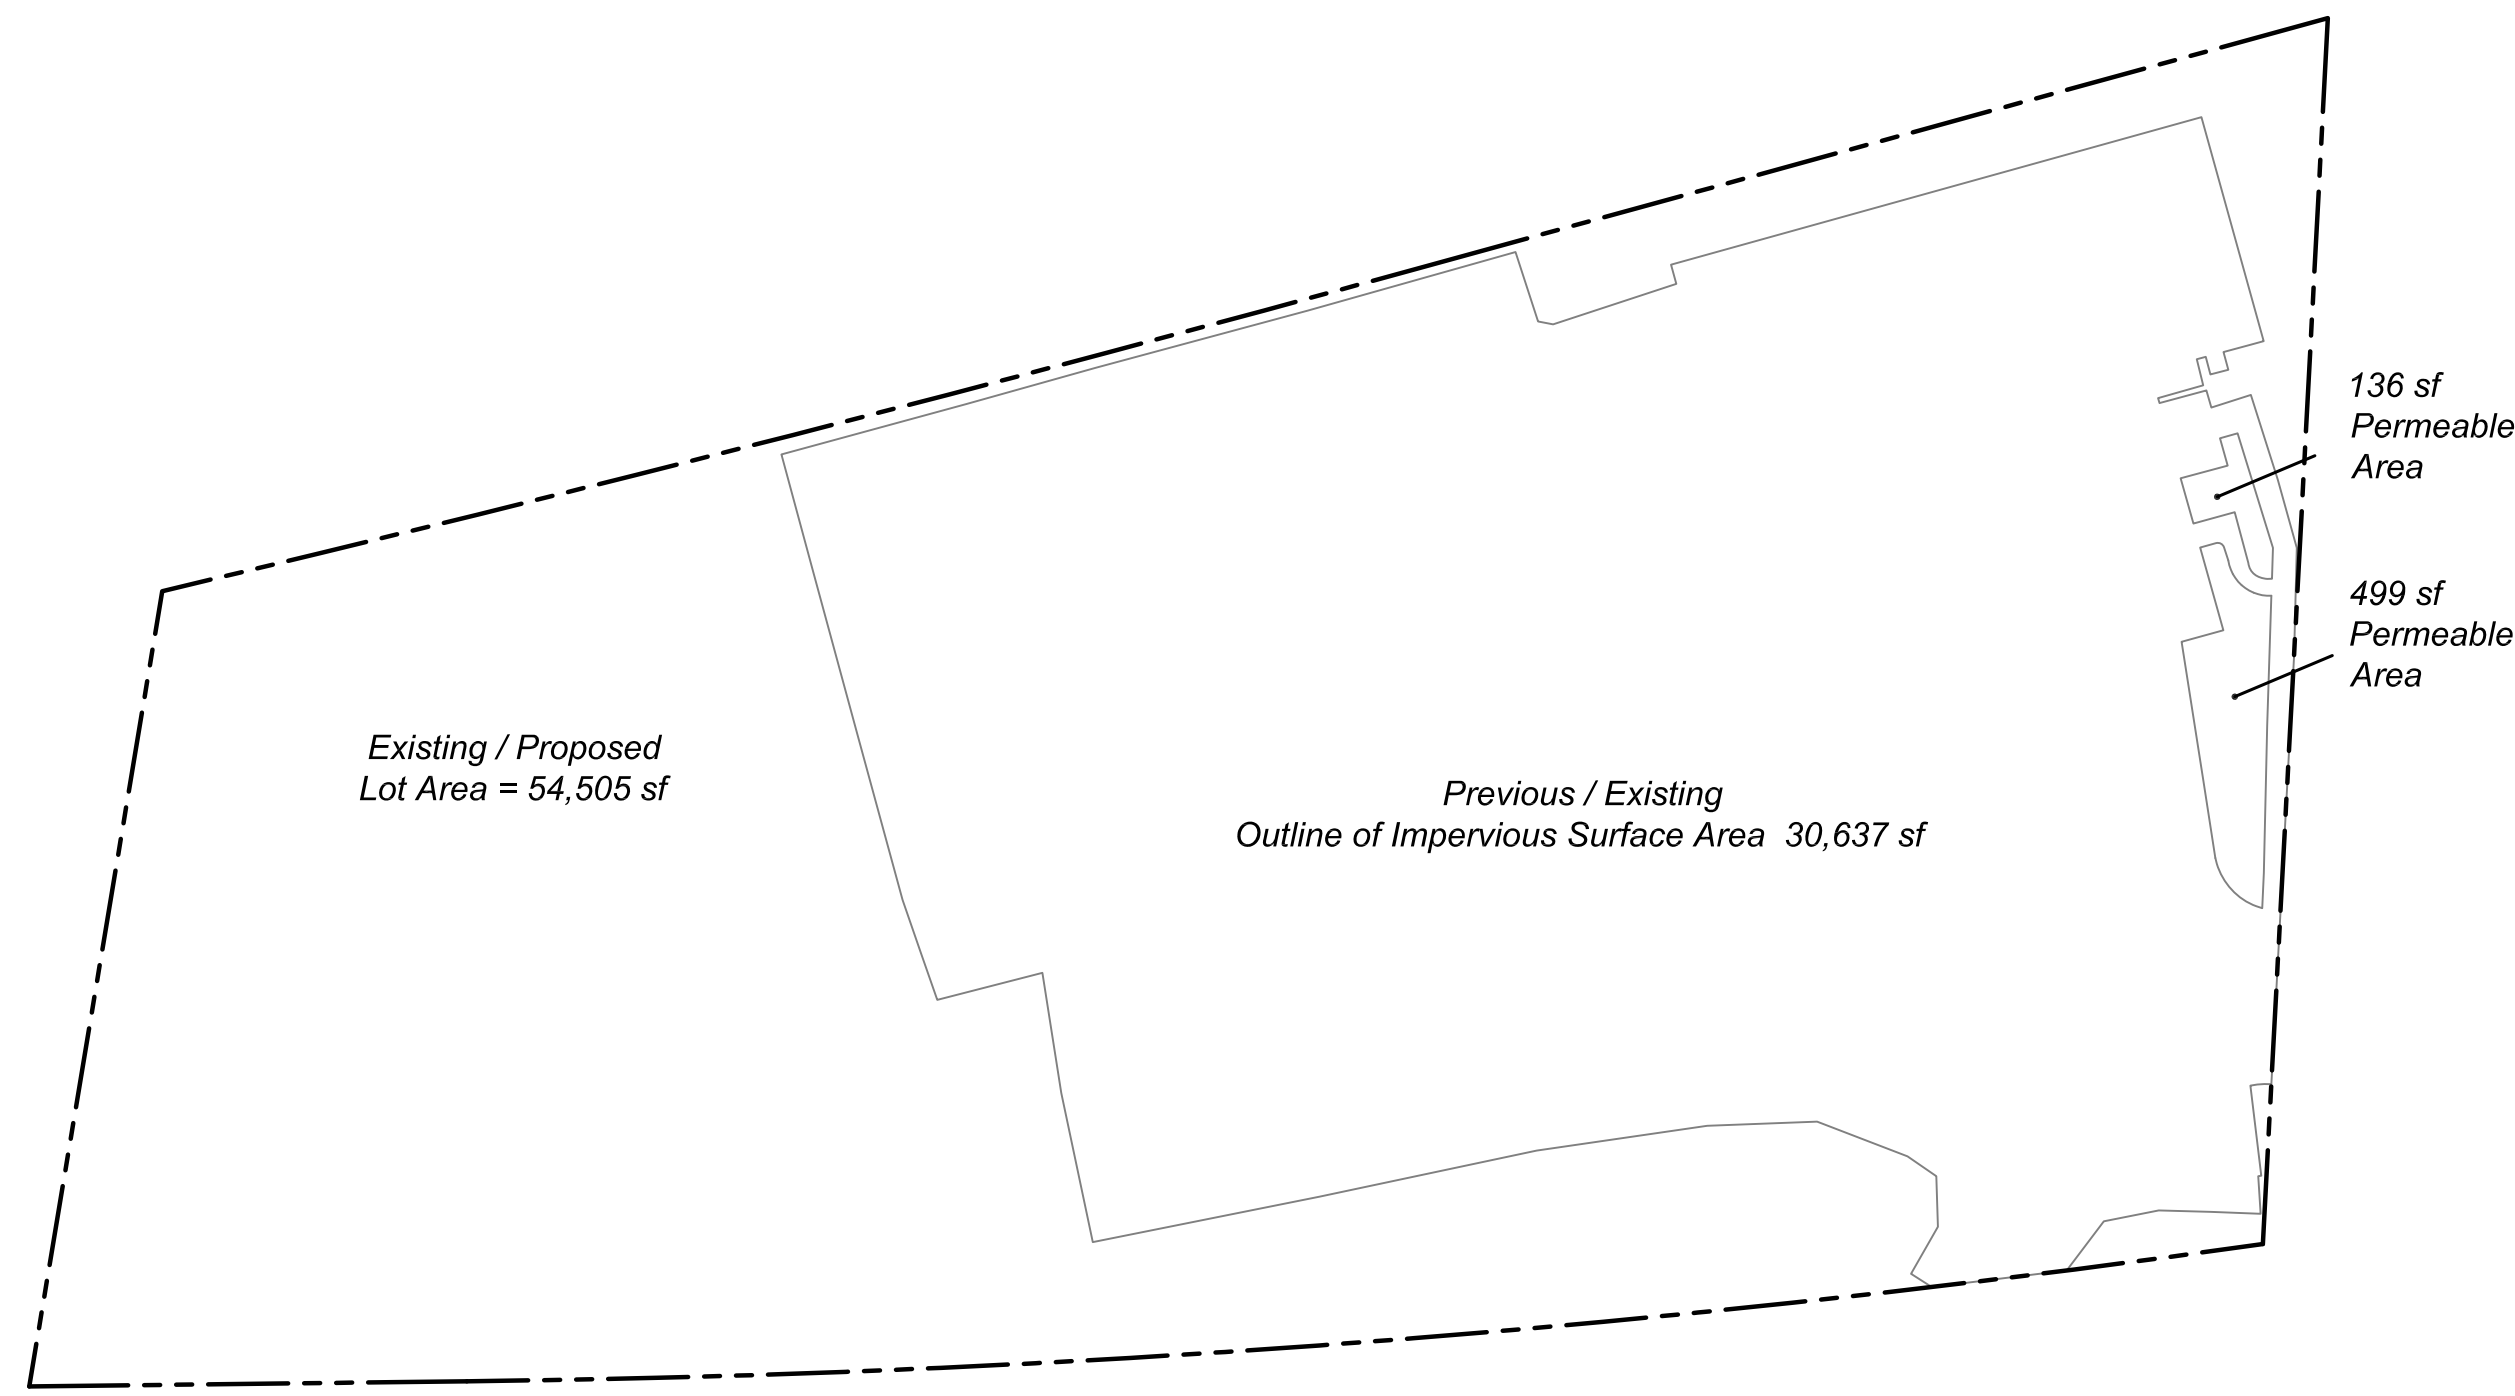 136 sf
Permeable
Area
499 sf
Permeable
Area
Existing / Proposed
Lot Area = 54,505 sf
Previous / Existing
Outline of Impervious Surface Area 30,637 sf